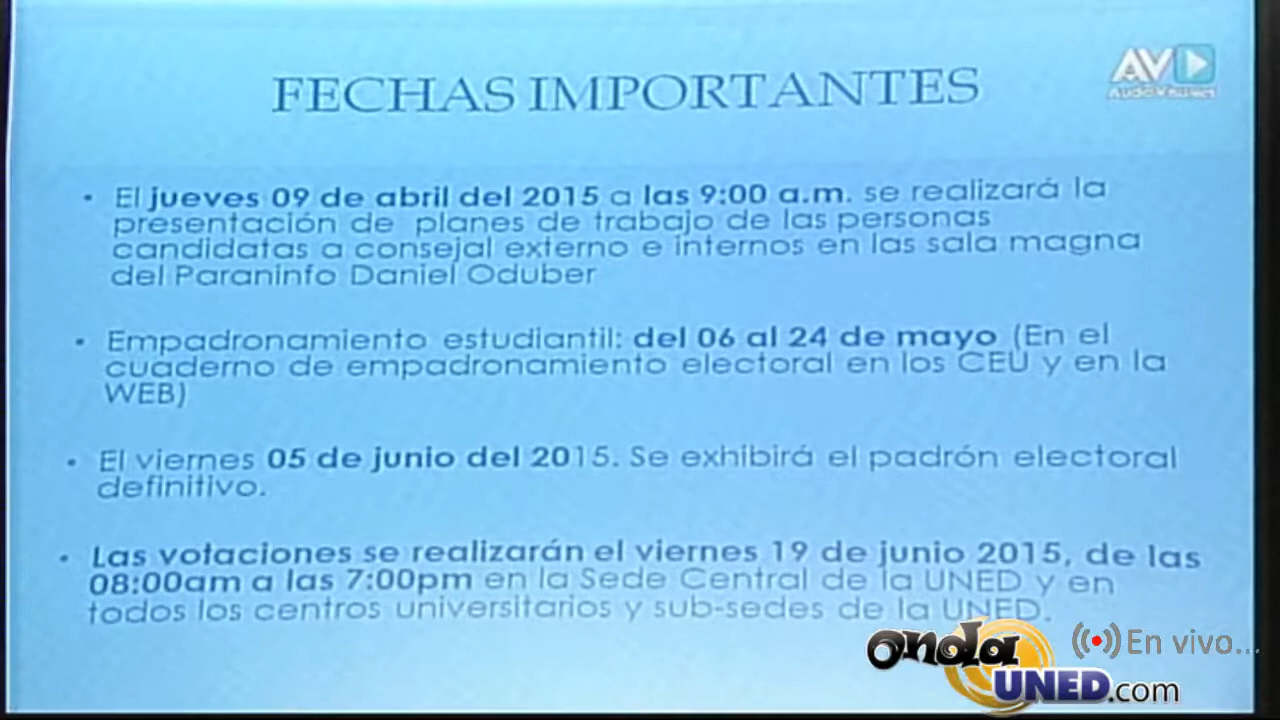 FECHAS IMPORTANTES
AV
AudioVisuales
• El jueves 09 de abril del 2015 a las 9:00 a.m. se realizará la
presentación de planes de trabajo de las personas
candidatas a consejal externo e internos en las sala magna
del Paraninfo Daniel Oduber
• Empadronamiento estudiantil: del 06 al 24 de mayo (En el
cuaderno de empadronamiento electoral en los CEU y en la
WEB)
• El viernes 05 de junio del 2015. Se exhibirá el padrón electoral
definitivo.
• Las votaciones se realizarán el viernes 19 de junio 2015, de las
08:00am a las 7:00pm en la Sede Central de la UNED y en
todos los centros universitarios y sub-sedes de la UNED.
onda
UNED.com
En vivo...